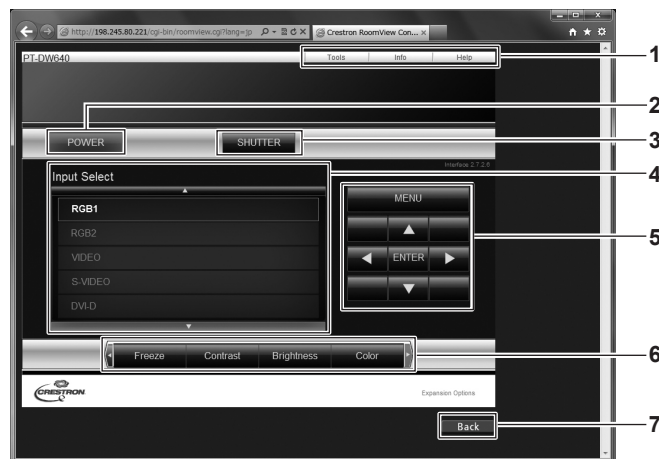 http://198.245.80.221/cgi-bin/roomview.cgi?lang=jp
Crestron RoomView Con...
PT-DW640
Tools Info Help
1
2
POWER SHUTTER
3
Interface 2.7.2.6
4
Input Select
MENU
RGB1
RGB2
5
VIDEO
ENTER
S-VIDEO
DVI-D
Freeze Contrast Brightness Color
6
CRESTRON
Expansion Options
Back
7